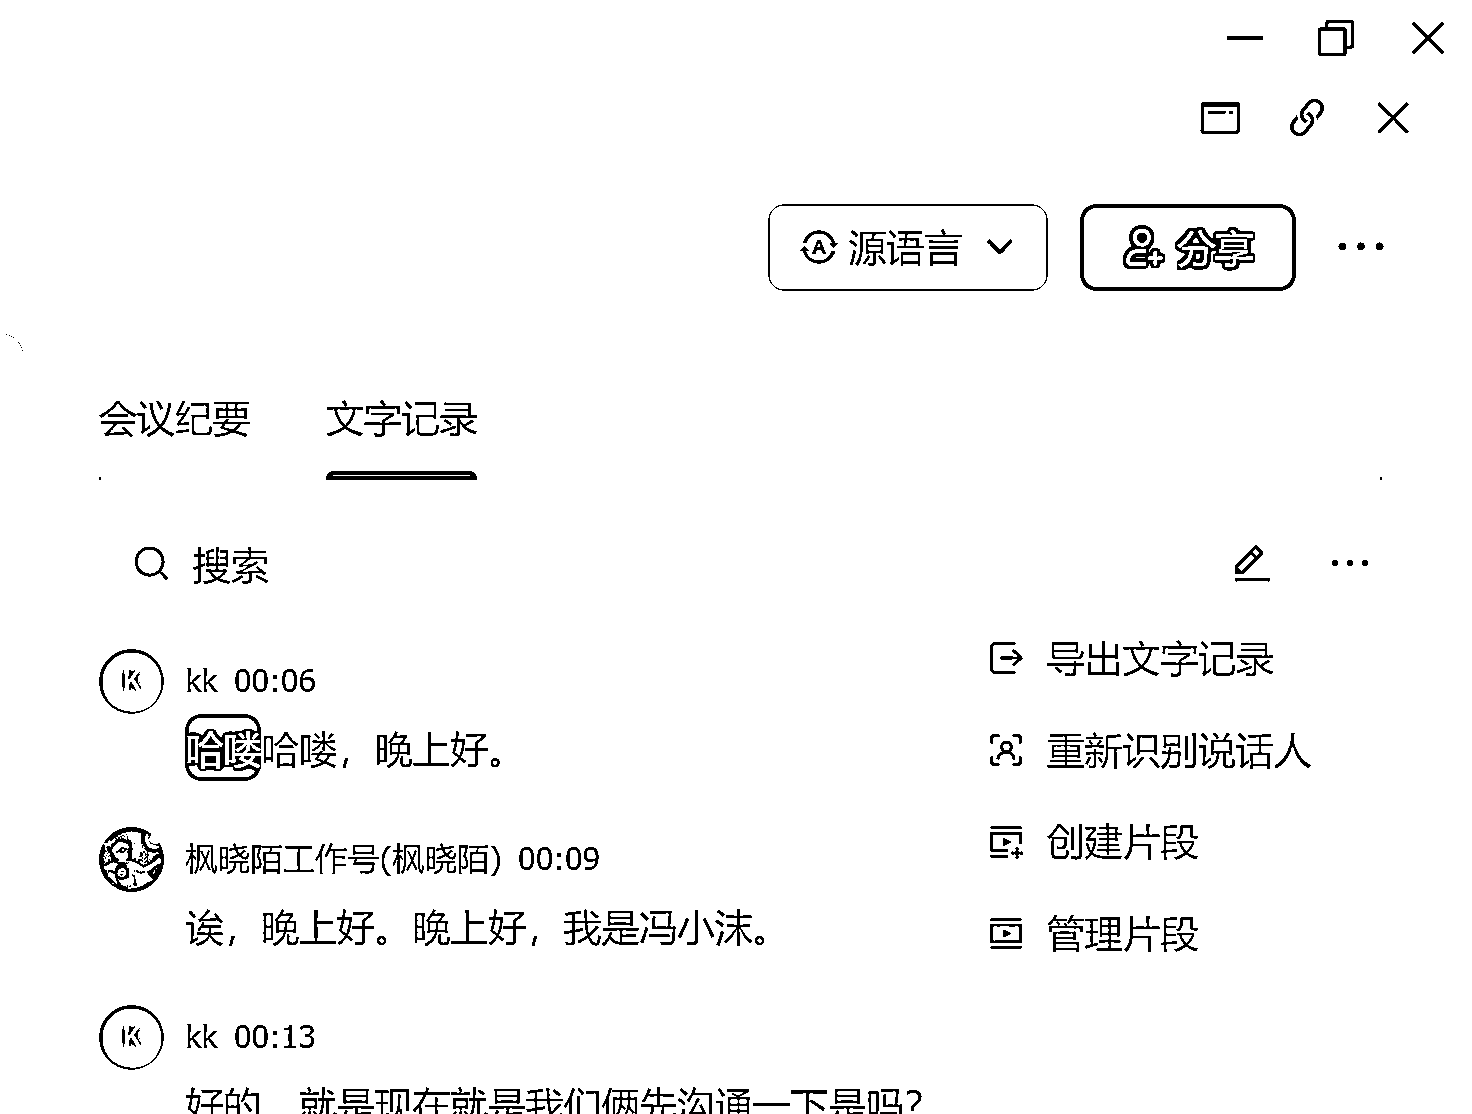 源语言 分享
会议纪要 文字记录
搜索
导出文字记录
重新识别说话人
创建片段
管理片段
kk 00:06
哈喽哈喽，晚上好。
枫晓陌工作号(枫晓陌) 00:09
诶，晚上好。晚上好，我是冯小沫。
kk 00:13
好的，就是现在就是我们俩先沟通一下是吗？